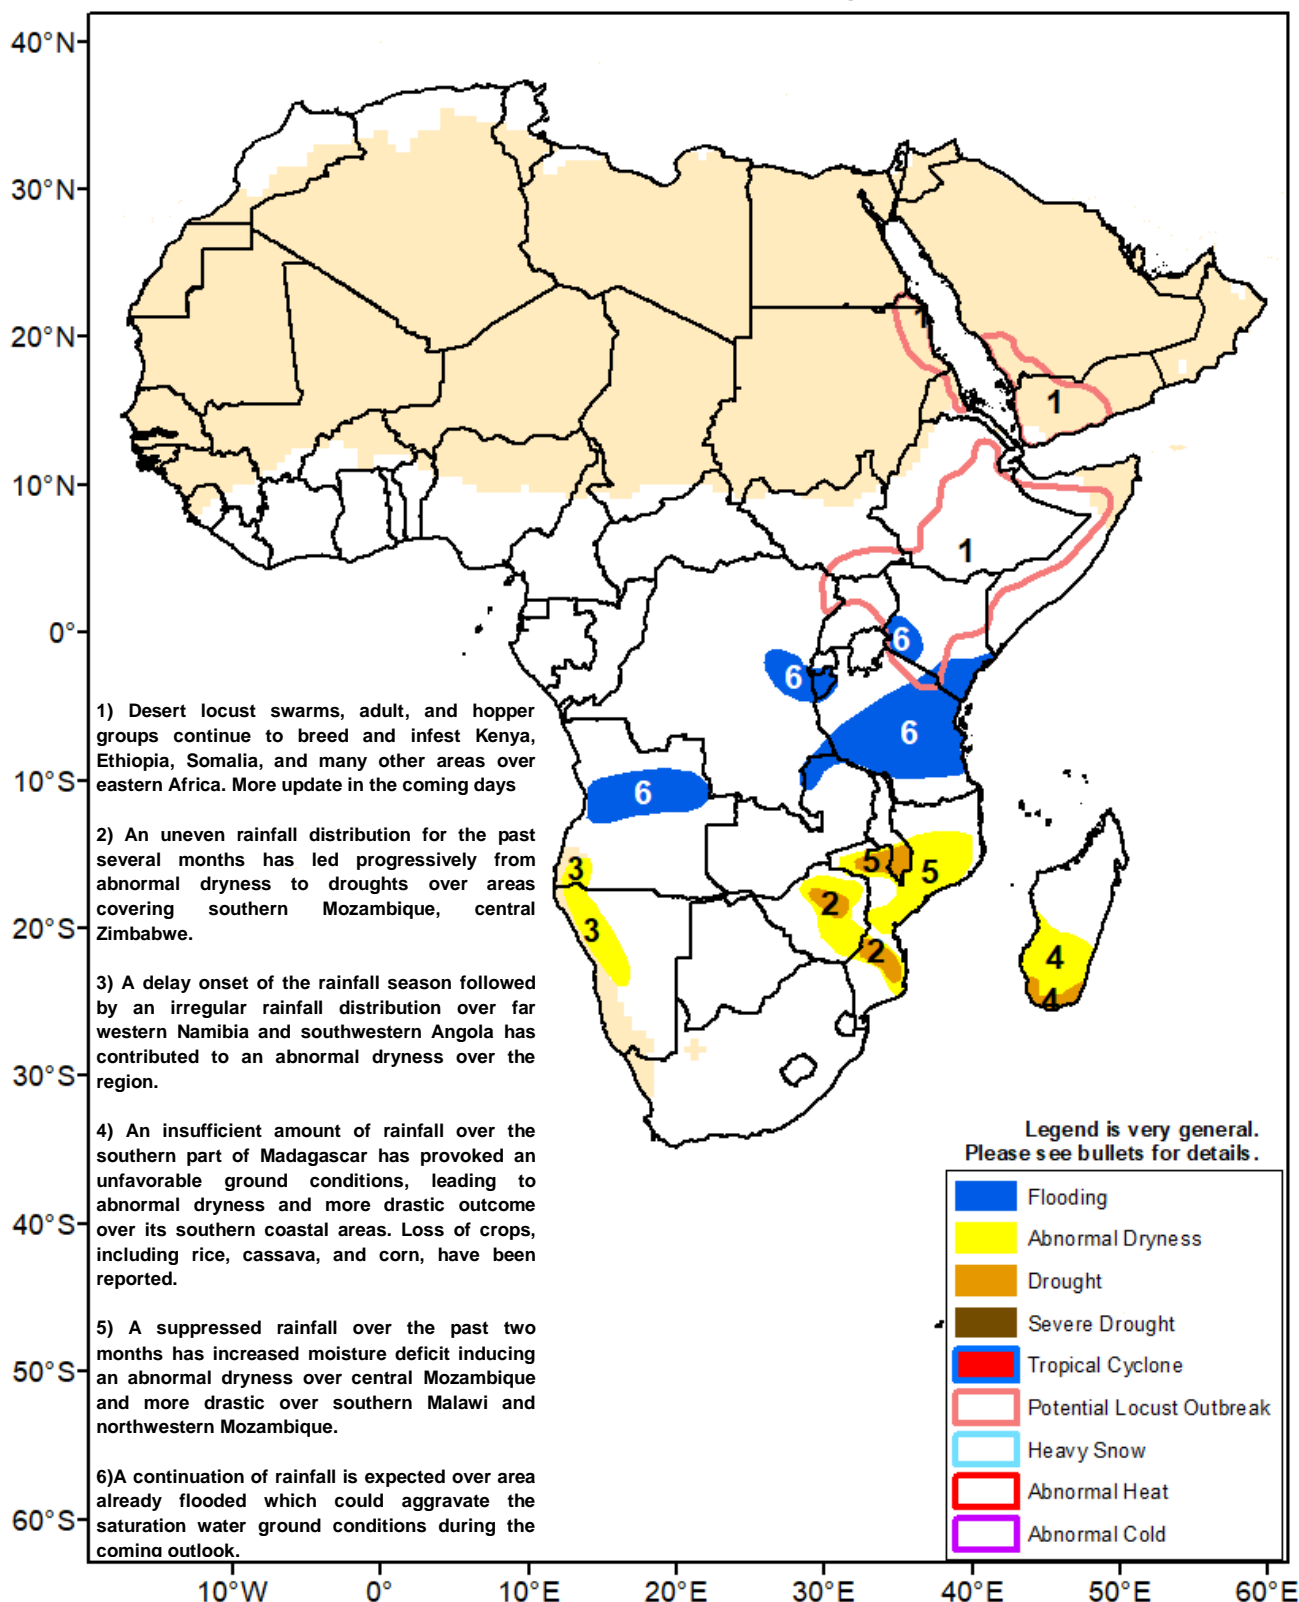 40°N
30°N
20°N
10°N
0°
10°S
20°S
30°S
40°S
50°S
60°S
1
1
1
6
6
6
6
3
3
5
5
2
2
4
4
1) Desert locust swarms, adult, and hopper
groups continue to breed and infest Kenya,
Ethiopia, Somalia, and many other areas over
eastern Africa. More update in the coming days
2) An uneven rainfall distribution for the past
several months has led progressively from
abnormal dryness to droughts over areas
covering southern Mozambique, central
Zimbabwe.
3) A delay onset of the rainfall season followed
by an irregular rainfall distribution over far
western Namibia and southwestern Angola has
contributed to an abnormal dryness over the
region.
4) An insufficient amount of rainfall over the
southern part of Madagascar has provoked an
unfavorable ground conditions, leading to
abnormal dryness and more drastic outcome
over its southern coastal areas. Loss of crops,
including rice, cassava, and corn, have been
reported.
5) A suppressed rainfall over the past two
months has increased moisture deficit inducing
an abnormal dryness over central Mozambique
and more drastic over southern Malawi and
northwestern Mozambique.
6)A continuation of rainfall is expected over area
already flooded which could aggravate the
saturation water ground conditions during the
coming outlook.
Legend is very general.
Please see bullets for details.
Flooding
Abnormal Dryness
Drought
Severe Drought
Tropical Cyclone
Potential Locust Outbreak
Heavy Snow
Abnormal Heat
Abnormal Cold
10°W
0°
10°E
20°E
30°E
40°E
50°E
60°E